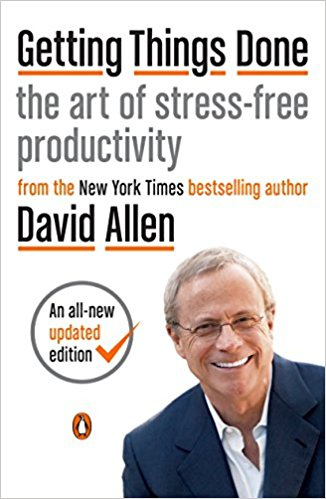 Getting Things Done
the art of stress-free
productivity
from the New York Times bestselling author
David Allen
An all-new
updated
edition